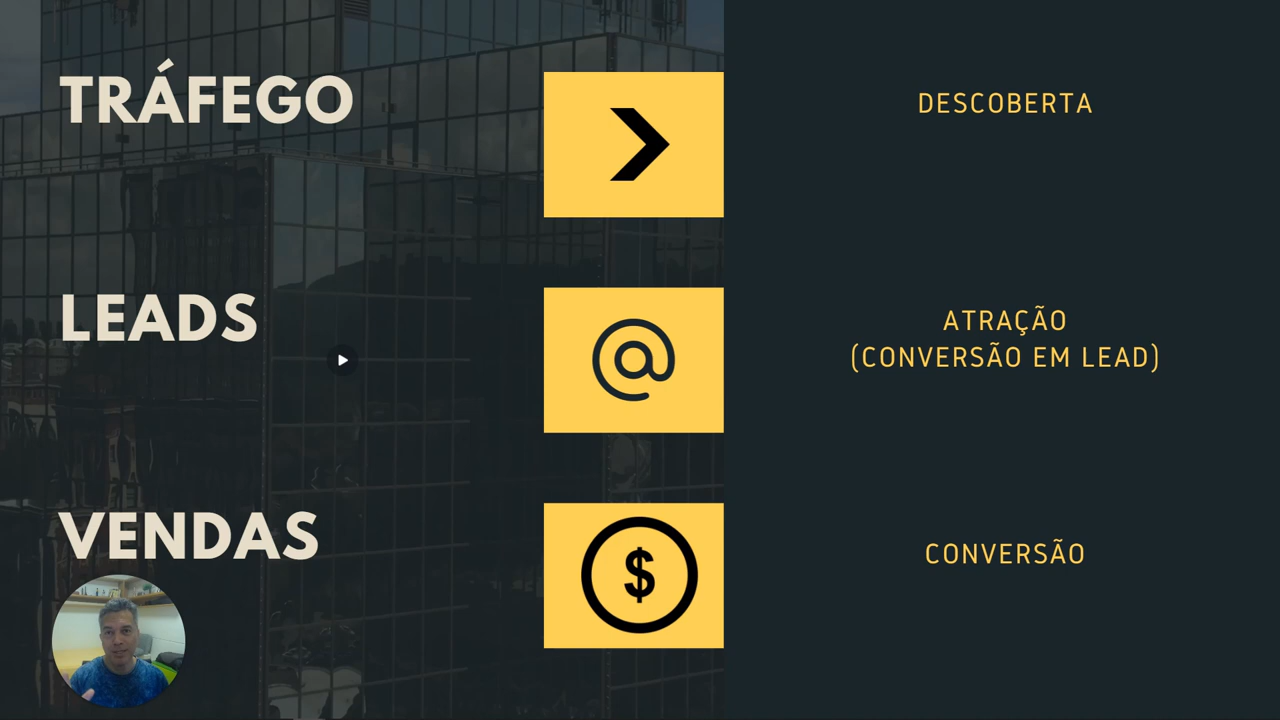 TRÁFEGO
DESCOBERTA
LEADS
@
ATRAÇÃO
(CONVERSÃO EM LEAD)
VENDAS
$
CONVERSÃO